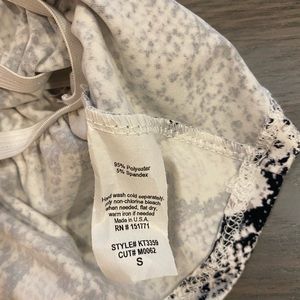 95% Polyester
5% Spandex
Hand wash cold separately
only non-chlorine bleach
when needed, flat dry
warm iron if needed
Made in U.S.A.
RN # 151771
STYLE# KT3359
CUT# M0062
S